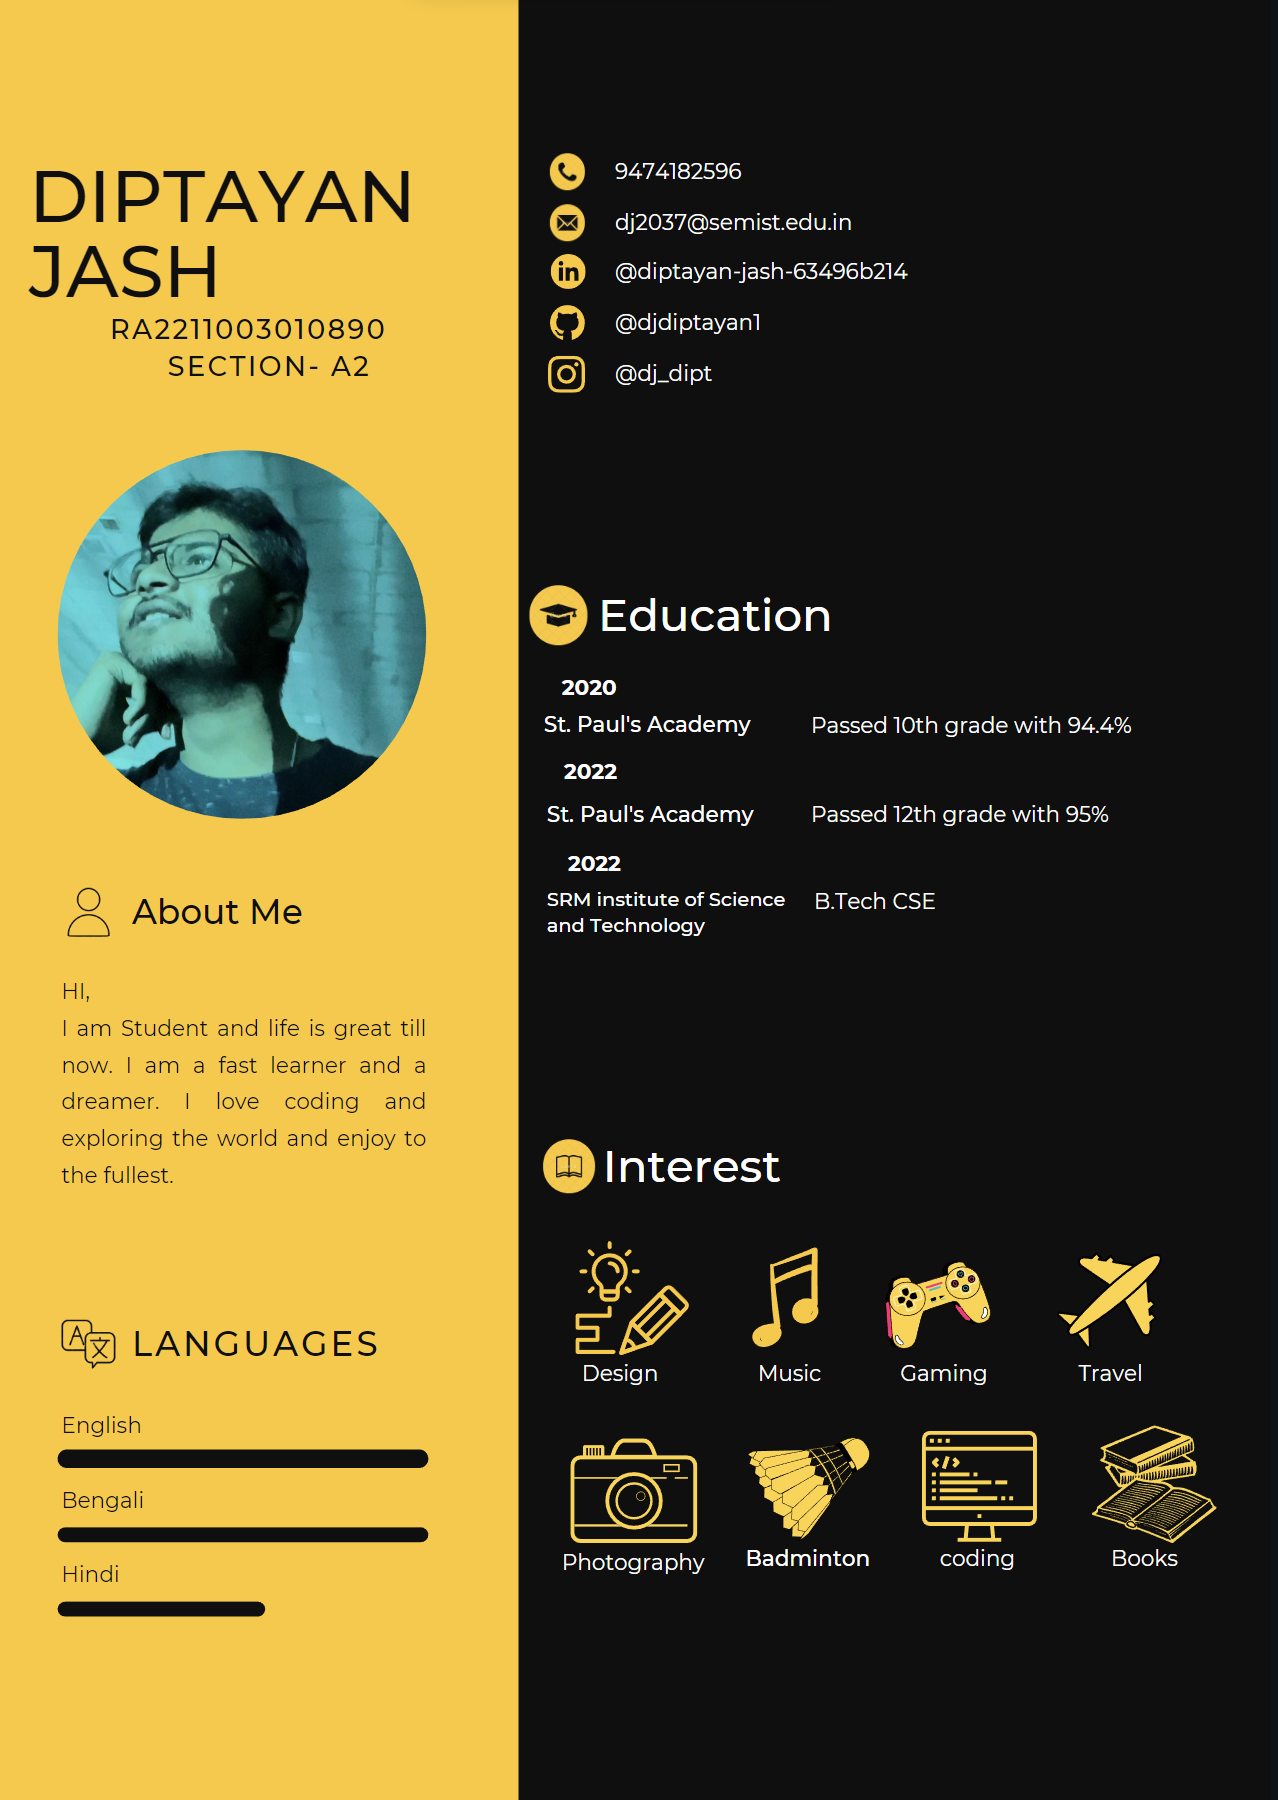 DIPTAYAN
JASH
RA2211003010890
SECTION- A2
About Me
HI,
I am Student and life is great till
now. I am a fast learner and a
dreamer. I love coding and
exploring the world and enjoy to
the fullest.
LANGUAGES
English
Bengali
Hindi
9474182596
dj2037@semist.edu.in
@diptayan-jash-63496b214
@djdiptayan1
@dj_dipt
Education
2020
St. Paul's Academy Passed 10th grade with 94.4%
2022
St. Paul's Academy Passed 12th grade with 95%
2022
SRM institute of Science B.Tech CSE
and Technology
Interest
Design Music Gaming Travel
Photography Badminton coding Books